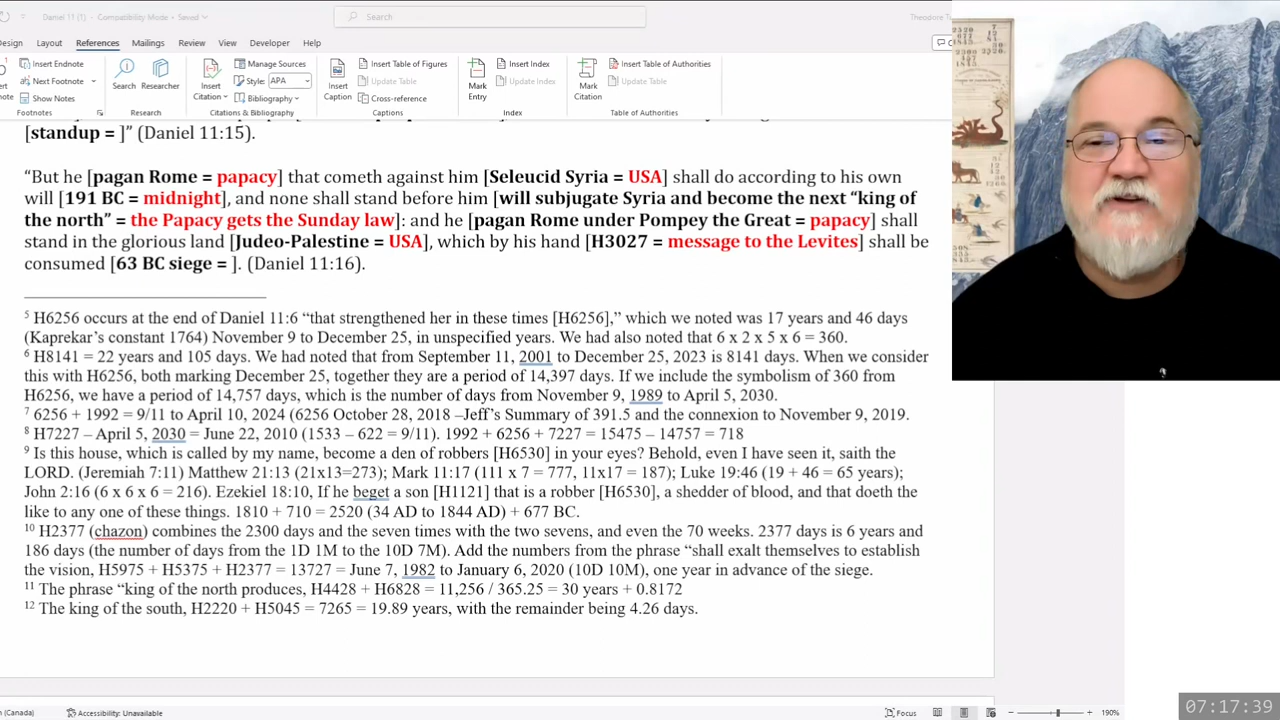 Daniel 11 (1) - Compatibility Mode - Saved
Search
Theodore Tu
Design Layout References Mailings Review View Developer Help
Insert Endnote
Next Footnote
Show Notes
Footnotes
Search
Researcher
Research
Insert Citation
Manage Sources
Style: APA
Bibliography
Citations & Bibliography
Insert Caption
Insert Table of Figures
Update Table
Cross-reference
Captions
Mark Entry
Insert Index
Update Index
Index
Mark Citation
Insert Table of Authorities
Update Table
Table of Authorities
[standup = ]” (Daniel 11:15).
“But he [pagan Rome = papacy] that cometh against him [Seleucid Syria = USA] shall do according to his own
will [191 BC = midnight], and none shall stand before him [will subjugate Syria and become the next “king of
the north” = the Papacy gets the Sunday law]: and he [pagan Rome under Pompey the Great = papacy] shall
stand in the glorious land [Judeo-Palestine = USA], which by his hand [H3027 = message to the Levites] shall be
consumed [63 BC siege = ]. (Daniel 11:16).
5 H6256 occurs at the end of Daniel 11:6 “that strengthened her in these times [H6256],” which we noted was 17 years and 46 days
(Kaprekar’s constant 1764) November 9 to December 25, in unspecified years. We had also noted that 6 x 2 x 5 x 6 = 360.
6 H8141 = 22 years and 105 days. We had noted that from September 11, 2001 to December 25, 2023 is 8141 days. When we consider
this with H6256, both marking December 25, together they are a period of 14,397 days. If we include the symbolism of 360 from
H6256, we have a period of 14,757 days, which is the number of days from November 9, 1989 to April 5, 2030.
7 6256 + 1992 = 9/11 to April 10, 2024 (6256 October 28, 2018 –Jeff’s Summary of 391.5 and the connexion to November 9, 2019.
8 H7227 – April 5, 2030 = June 22, 2010 (1533 – 622 = 9/11). 1992 + 6256 + 7227 = 15475 – 14757 = 718
9 Is this house, which is called by my name, become a den of robbers [H6530] in your eyes? Behold, even I have seen it, saith the
LORD. (Jeremiah 7:11) Matthew 21:13 (21x13=273); Mark 11:17 (111 x 7 = 777, 11x17 = 187); Luke 19:46 (19 + 46 = 65 years);
John 2:16 (6 x 6 x 6 = 216). Ezekiel 18:10, If he beget a son [H1121] that is a robber [H6530], a shedder of blood, and that doeth the
like to any one of these things. 1810 + 710 = 2520 (34 AD to 1844 AD) + 677 BC.
10 H2377 (chazon) combines the 2300 days and the seven times with the two sevens, and even the 70 weeks. 2377 days is 6 years and
186 days (the number of days from the 1D 1M to the 10D 7M). Add the numbers from the phrase “shall exalt themselves to establish
the vision, H5975 + H5375 + H2377 = 13727 = June 7, 1982 to January 6, 2020 (10D 10M), one year in advance of the siege.
11 The phrase “king of the north produces, H4428 + H6828 = 11,256 / 365.25 = 30 years + 0.8172
12 The king of the south, H2220 + H5045 = 7265 = 19.89 years, with the remainder being 4.26 days.
(Canada)
Accessibility: Unavailable
Focus
190%
07:17:39